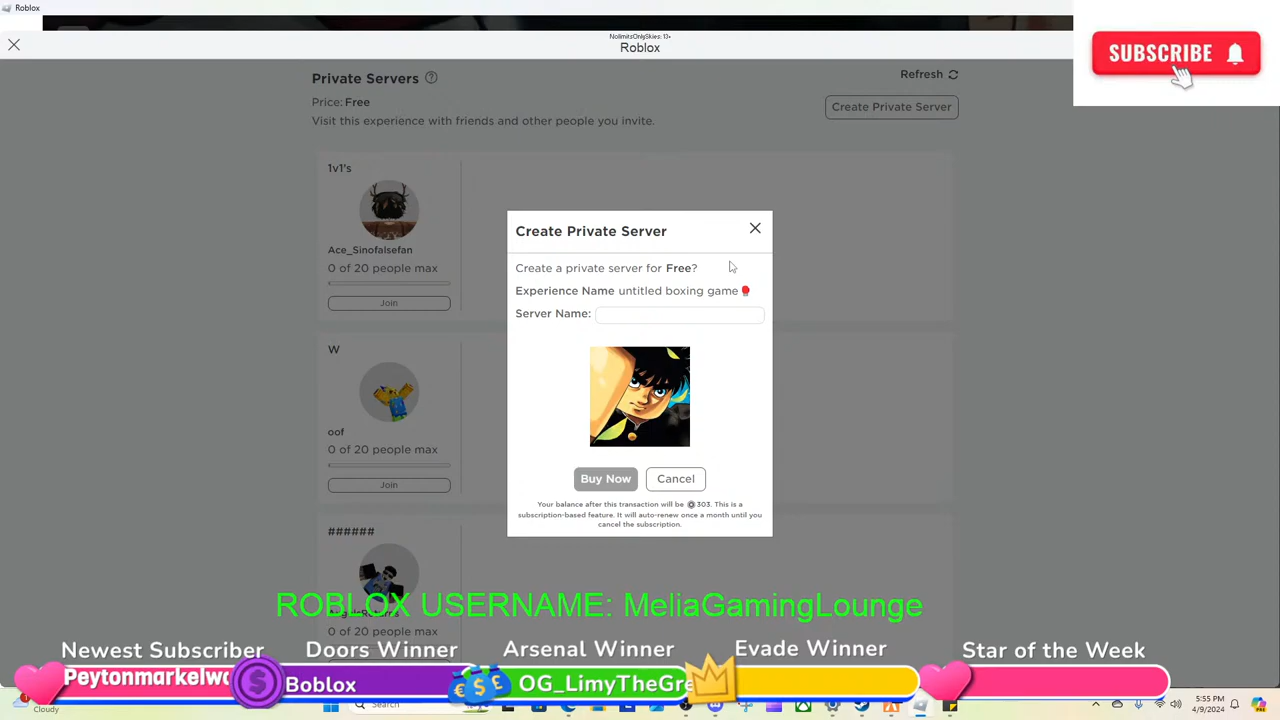 Roblox
NolimitsOnlySkies: 13+
Roblox
SUBSCRIBE
Private Servers
Refresh
Price: Free
Create Private Server
Visit this experience with friends and other people you invite.
1v1's
Ace_Sinofalsefan
0 of 20 people max
Join
W
oof
0 of 20 people max
Join
######
0 of 20 people max
Create Private Server
Create a private server for Free?
Experience Name untitled boxing game
Server Name:
Buy Now
Cancel
Your balance after this transaction will be 303. This is a
subscription-based feature. It will auto-renew once a month until you
cancel the subscription.
ROBLOX USERNAME: MeliaGamingLounge
Newest Subscriber
Doors Winner
Arsenal Winner
Evade Winner
Star of the Week
Peytonmarkelw
Boblox
OG_LimyTheGre
Cloudy
Search
5:55 PM
4/9/2024